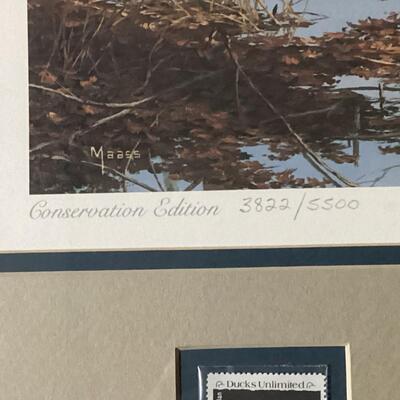 Maass
Conservation Edition 3822/5500
Ducks Unlimited